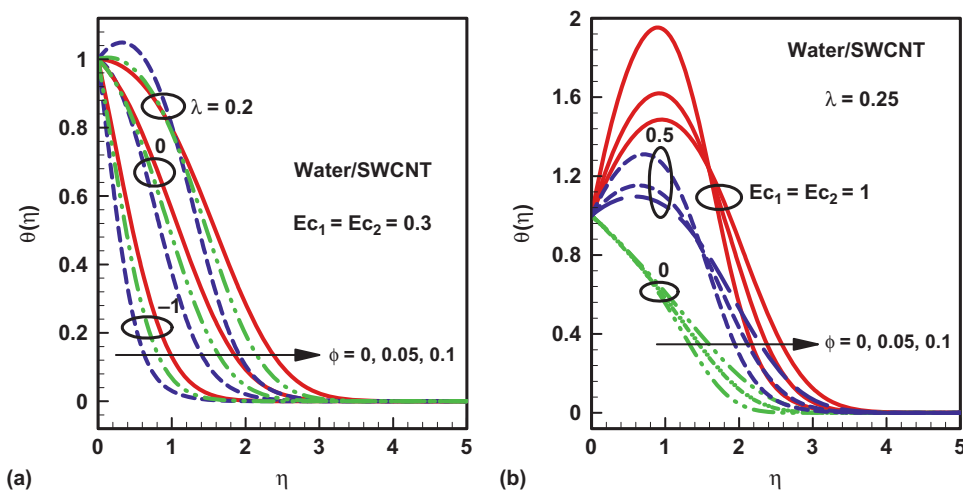 θ(η)
1
0.8
0.6
0.4
0.2
0
0
1
2
3
4
5
η
λ = 0.2
0
−1
Water/SWCNT
Ec₁ = Ec₂ = 0.3
ϕ = 0, 0.05, 0.1
(a)
θ(η)
2
1.6
1.2
0.8
0.4
0
0
1
2
3
4
5
η
Water/SWCNT
λ = 0.25
0.5
Ec₁ = Ec₂ = 1
0
ϕ = 0, 0.05, 0.1
(b)